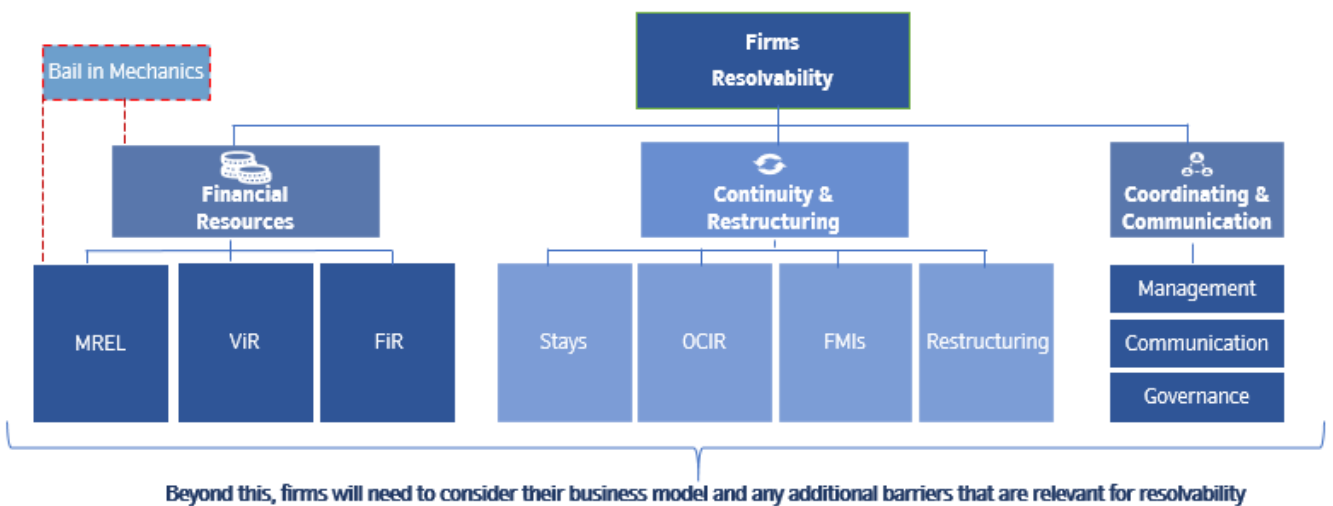 Firms
Resolvability
Bail in Mechanics
Financial
Resources
Continuity &
Restructuring
Coordinating &
Communication
MREL
ViR
FiR
Stays
OCIR
FMIs
Restructuring
Management
Communication
Governance
Beyond this, firms will need to consider their business model and any additional barriers that are relevant for resolvability